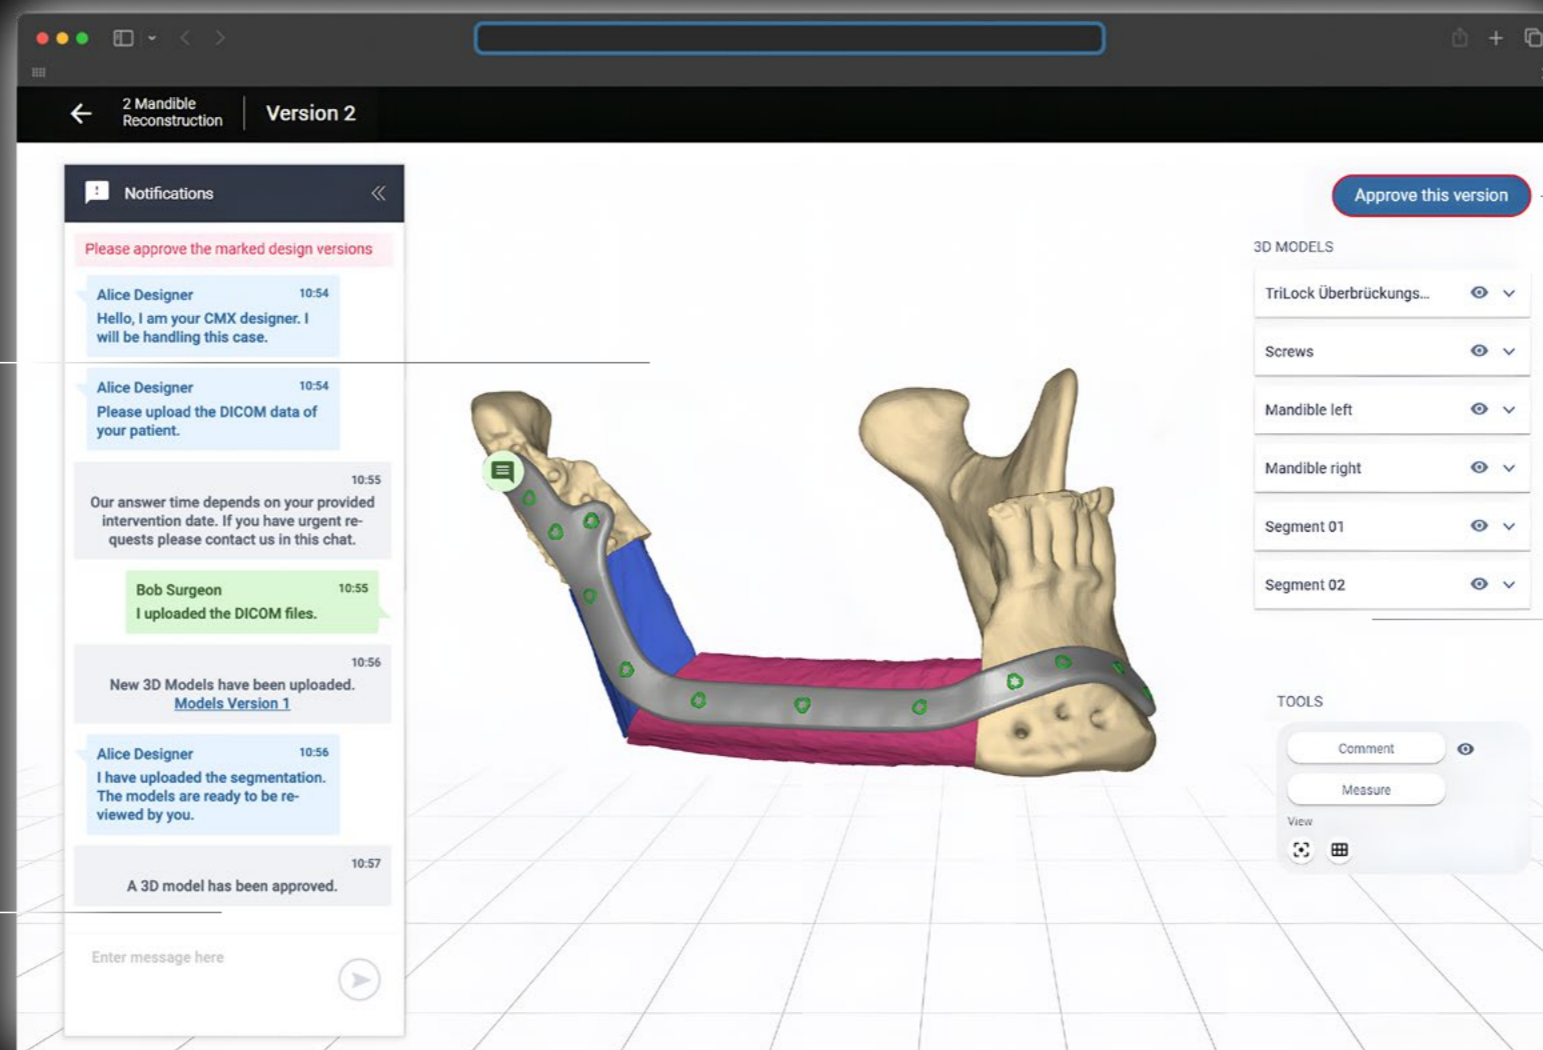 2 Mandible
Reconstruction
Version 2
Notifications
Please approve the marked design versions
Alice Designer 10:54
Hello, I am your CMX designer. I
will be handling this case.
Alice Designer 10:54
Please upload the DICOM data of
your patient.
10:55
Our answer time depends on your provided
intervention date. If you have urgent re-
quests please contact us in this chat.
Bob Surgeon 10:55
I uploaded the DICOM files.
10:56
New 3D Models have been uploaded.
Models Version 1
Alice Designer 10:56
I have uploaded the segmentation.
The models are ready to be re-
viewed by you.
10:57
A 3D model has been approved.
Enter message here
Approve this version
3D MODELS
TriLock Überbrückungs...
Screws
Mandible left
Mandible right
Segment 01
Segment 02
TOOLS
Comment
Measure
View